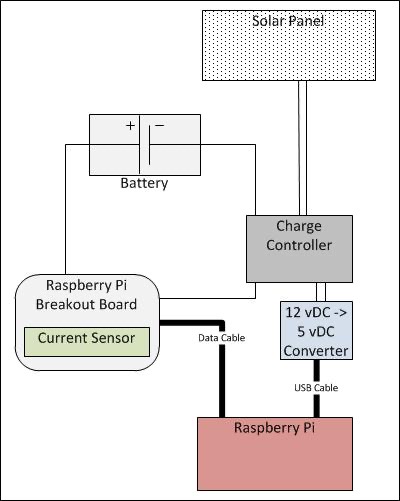 Solar Panel
+ −
Battery
Charge
Controller
Raspberry Pi
Breakout Board
Current Sensor
12 vDC ->
5 vDC
Converter
Data Cable
USB Cable
Raspberry Pi